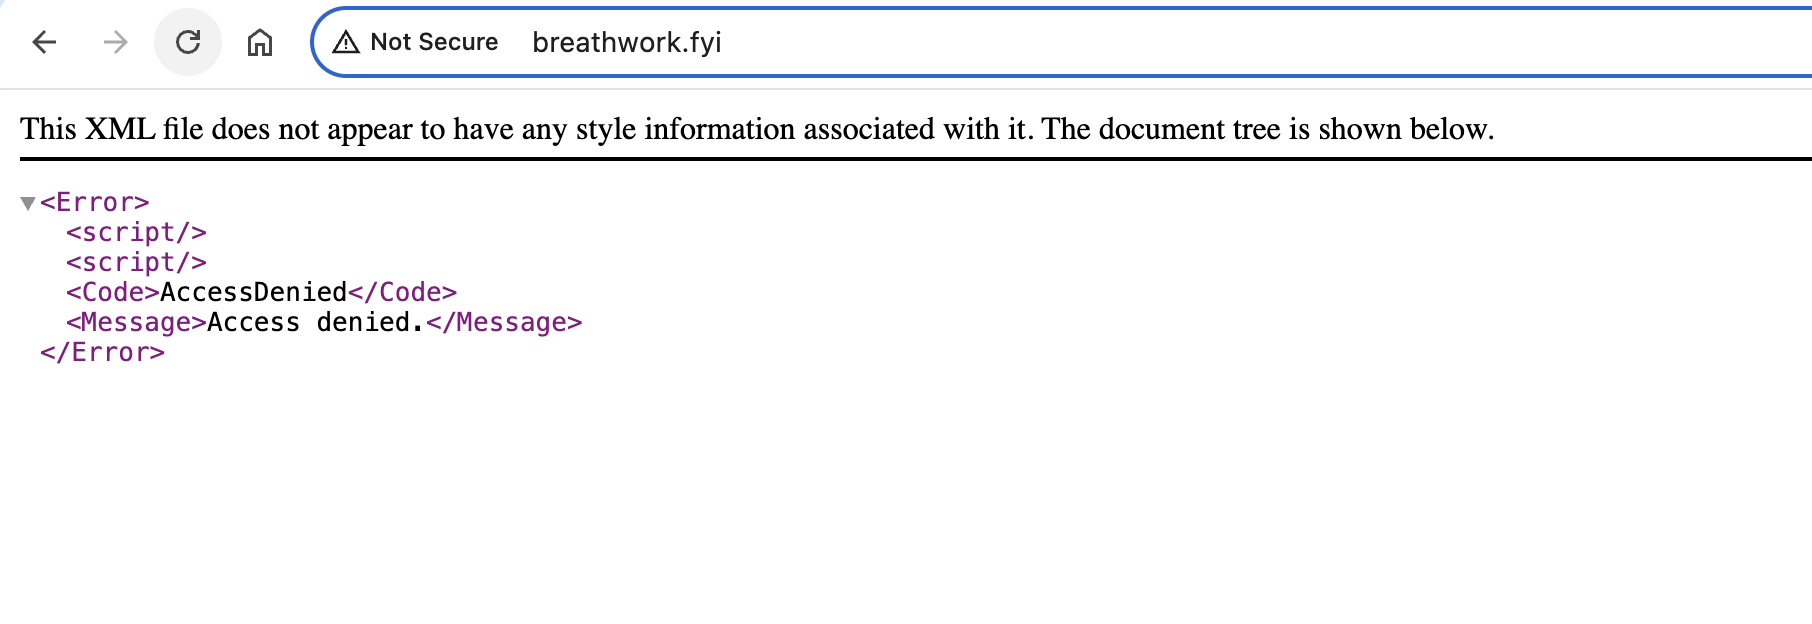 Not Secure breathwork.fyi
This XML file does not appear to have any style information associated with it. The document tree is shown below.
<Error>
<script/>
<script/>
<Code>AccessDenied</Code>
<Message>Access denied.</Message>
</Error>